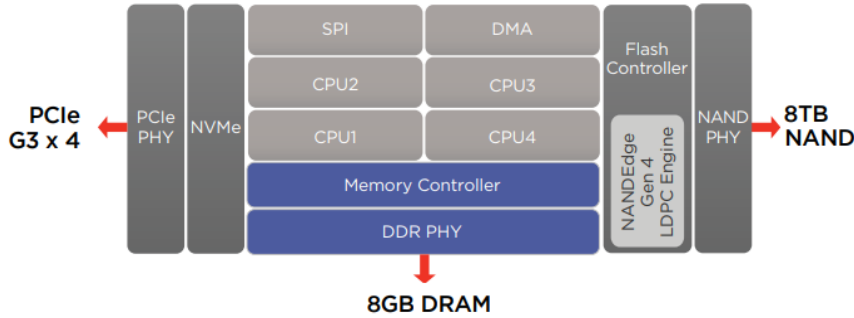 PCIe
G3 x 4
PCIe
PHY
NVMe
SPI
DMA
CPU2
CPU3
CPU1
CPU4
Memory Controller
DDR PHY
Flash
Controller
NANDEdge
Gen 4
LDPC Engine
NAND
PHY
8TB
NAND
8GB DRAM